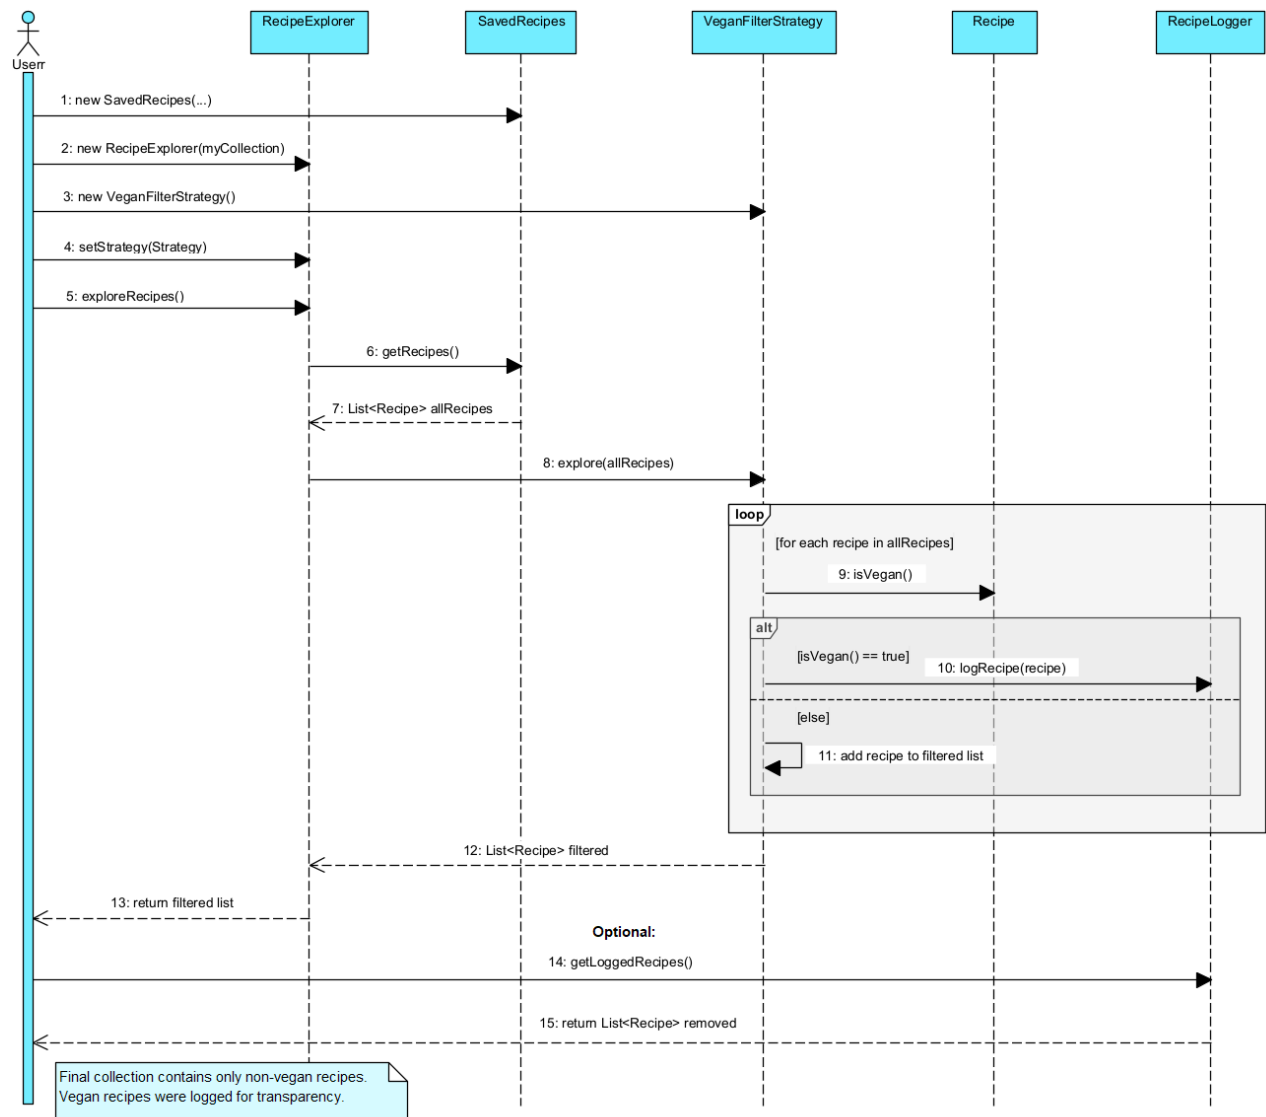 RecipeExplorer
SavedRecipes
VeganFilterStrategy
Recipe
RecipeLogger
Userr
1: new SavedRecipes(...)
2: new RecipeExplorer(myCollection)
3: new VeganFilterStrategy()
4: setStrategy(Strategy)
5: exploreRecipes()
6: getRecipes()
7: List<Recipe> allRecipes
8: explore(allRecipes)
loop
[for each recipe in allRecipes]
9: isVegan()
alt
[isVegan() == true]
10: logRecipe(recipe)
[else]
11: add recipe to filtered list
12: List<Recipe> filtered
13: return filtered list
Optional:
14: getLoggedRecipes()
15: return List<Recipe> removed
Final collection contains only non-vegan recipes.
Vegan recipes were logged for transparency.